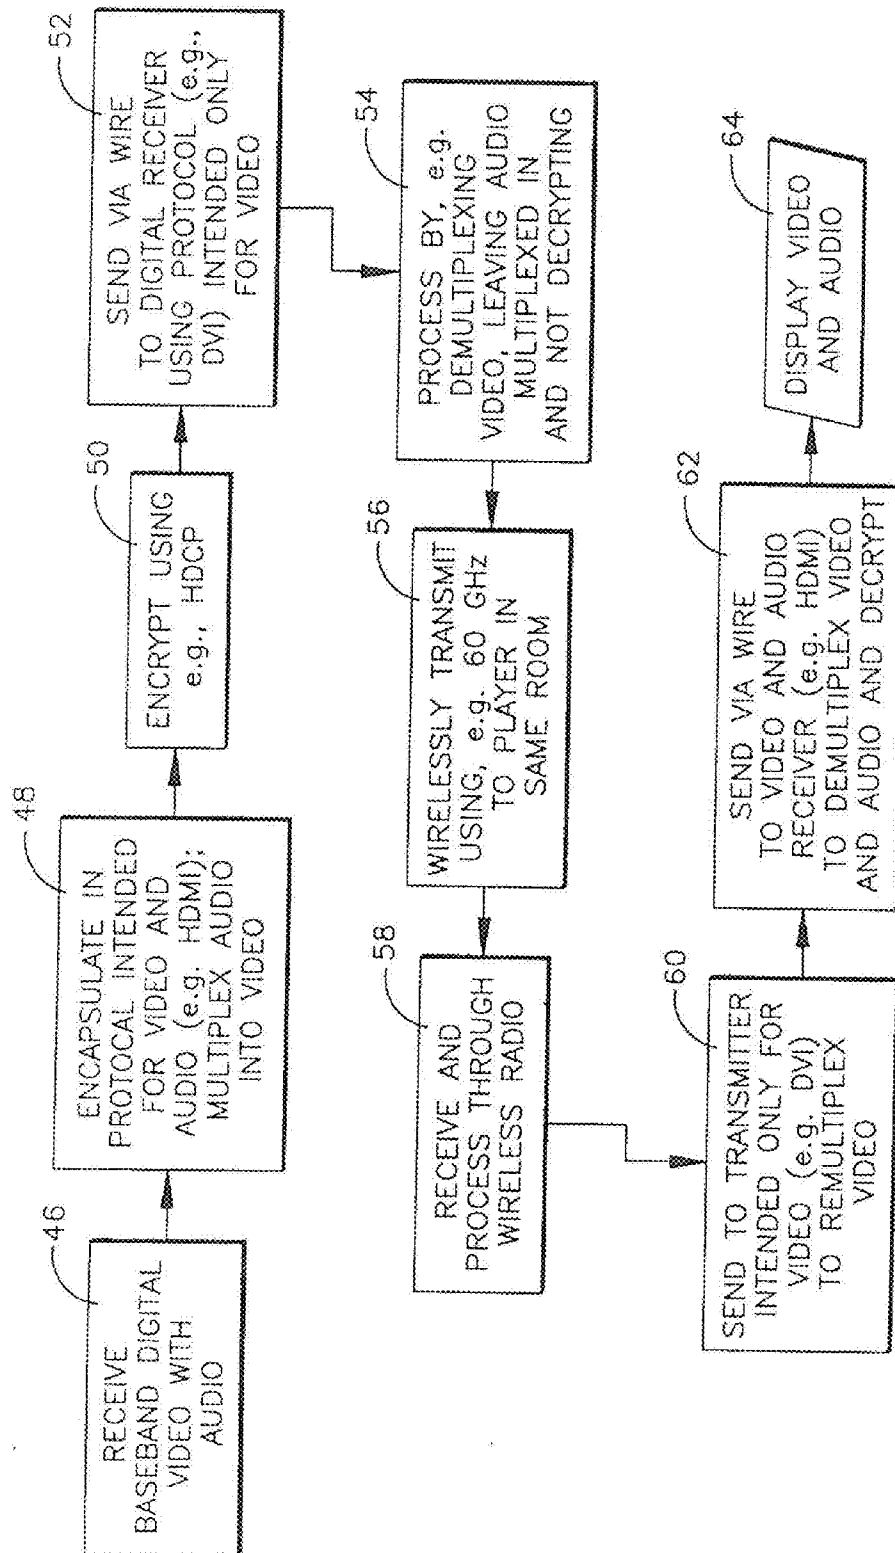 46
RECEIVE
BASEBAND DIGITAL
VIDEO WITH
AUDIO
48
ENCAPSULATE IN
PROTOCAL INTENDED
FOR VIDEO AND
AUDIO (e.g. HDMI);
MULTIPLEX AUDIO
INTO VIDEO
50
ENCRYPT USING
e.g., HDCP
52
SEND VIA WIRE
TO DIGITAL RECEIVER
USING PROTOCOL (e.g.,
DVI) INTENDED ONLY
FOR VIDEO
54
PROCESS BY, e.g.
DEMULTIPLEXING
VIDEO, LEAVING AUDIO
MULTIPLEXED IN
AND NOT DECRYPTING
56
WIRELESSLY TRANSMIT
USING, e.g. 60 GHz
TO PLAYER IN
SAME ROOM
58
RECEIVE AND
PROCESS THROUGH
WIRELESS RADIO
60
SEND TO TRANSMITTER
INTENDED ONLY FOR
VIDEO (e.g. DVI)
TO REMULTIPLEX
VIDEO
62
SEND VIA WIRE
TO VIDEO AND AUDIO
RECEIVER (e.g. HDMI)
TO DEMULTIPLEX VIDEO
AND AUDIO AND DECRYPT
64
DISPLAY VIDEO
AND AUDIO